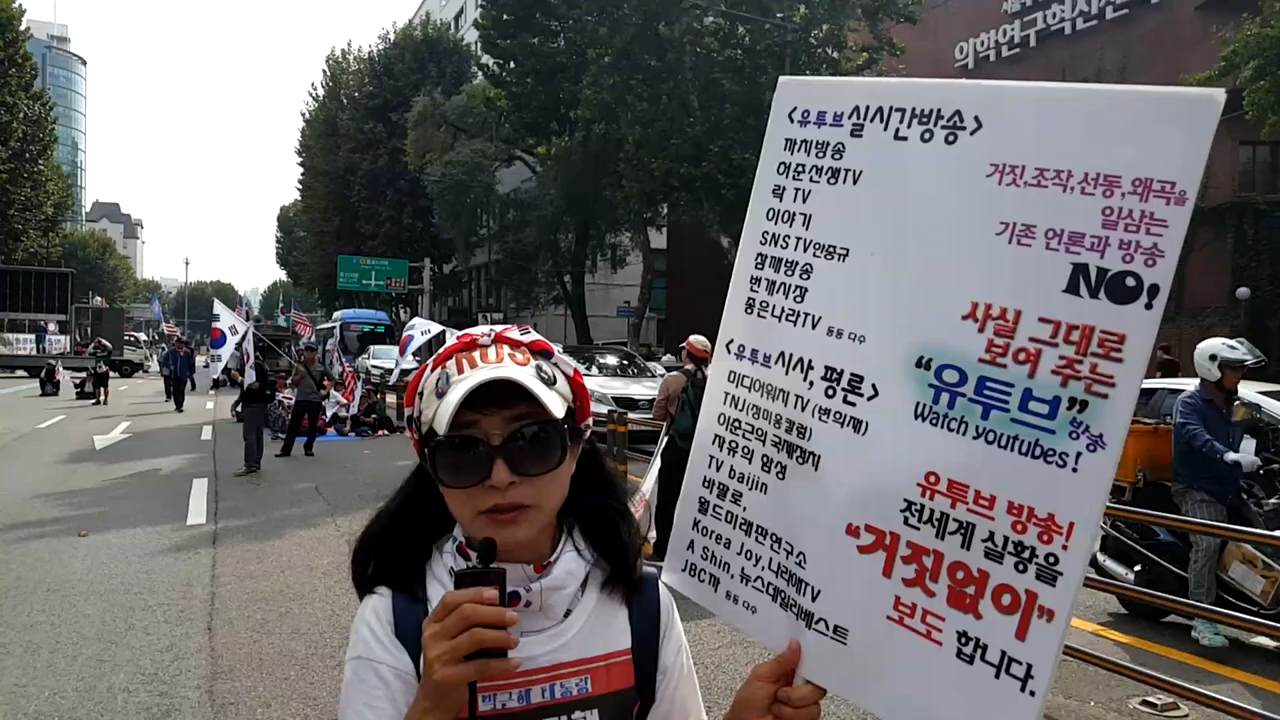 의학연구혁신
<유투브 실시간방송>
까치방송
허준선생TV
락 TV
이야기
SNS TV안중규
참깨방송
번개시장
좋은나라TV 등등 다수
<유투브 시사, 평론>
미디어워치 TV (변희재)
TNJ(정미홍칼럼)
이춘근의 국제정치
자유의 함성
TV baijin
바팔로,
월드미래판연구소
Korea Joy, 나라애TV
A Shin, 뉴스데일리베스트
JBC까 등등 다수
거짓,조작,선동,왜곡을
일삼는
기존 언론과 방송
NO!
사실 그대로
보여 주는
“유투브” 방송
Watch youtubes!
유투브 방송!
전세계 실황을
“거짓없이”
보도 합니다.
박근혜 대통령